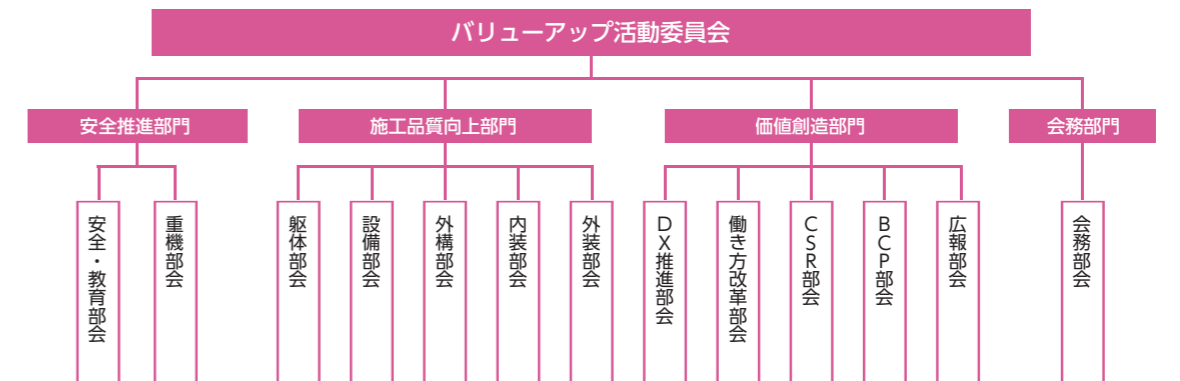 バリューアップ活動委員会
安全推進部門
施工品質向上部門
価値創造部門
会務部門
安全・教育部会
重機部会
躯体部会
設備部会
外構部会
内装部会
外装部会
DX推進部会
働き方改革部会
CSR部会
BCP部会
広報部会
会務部会